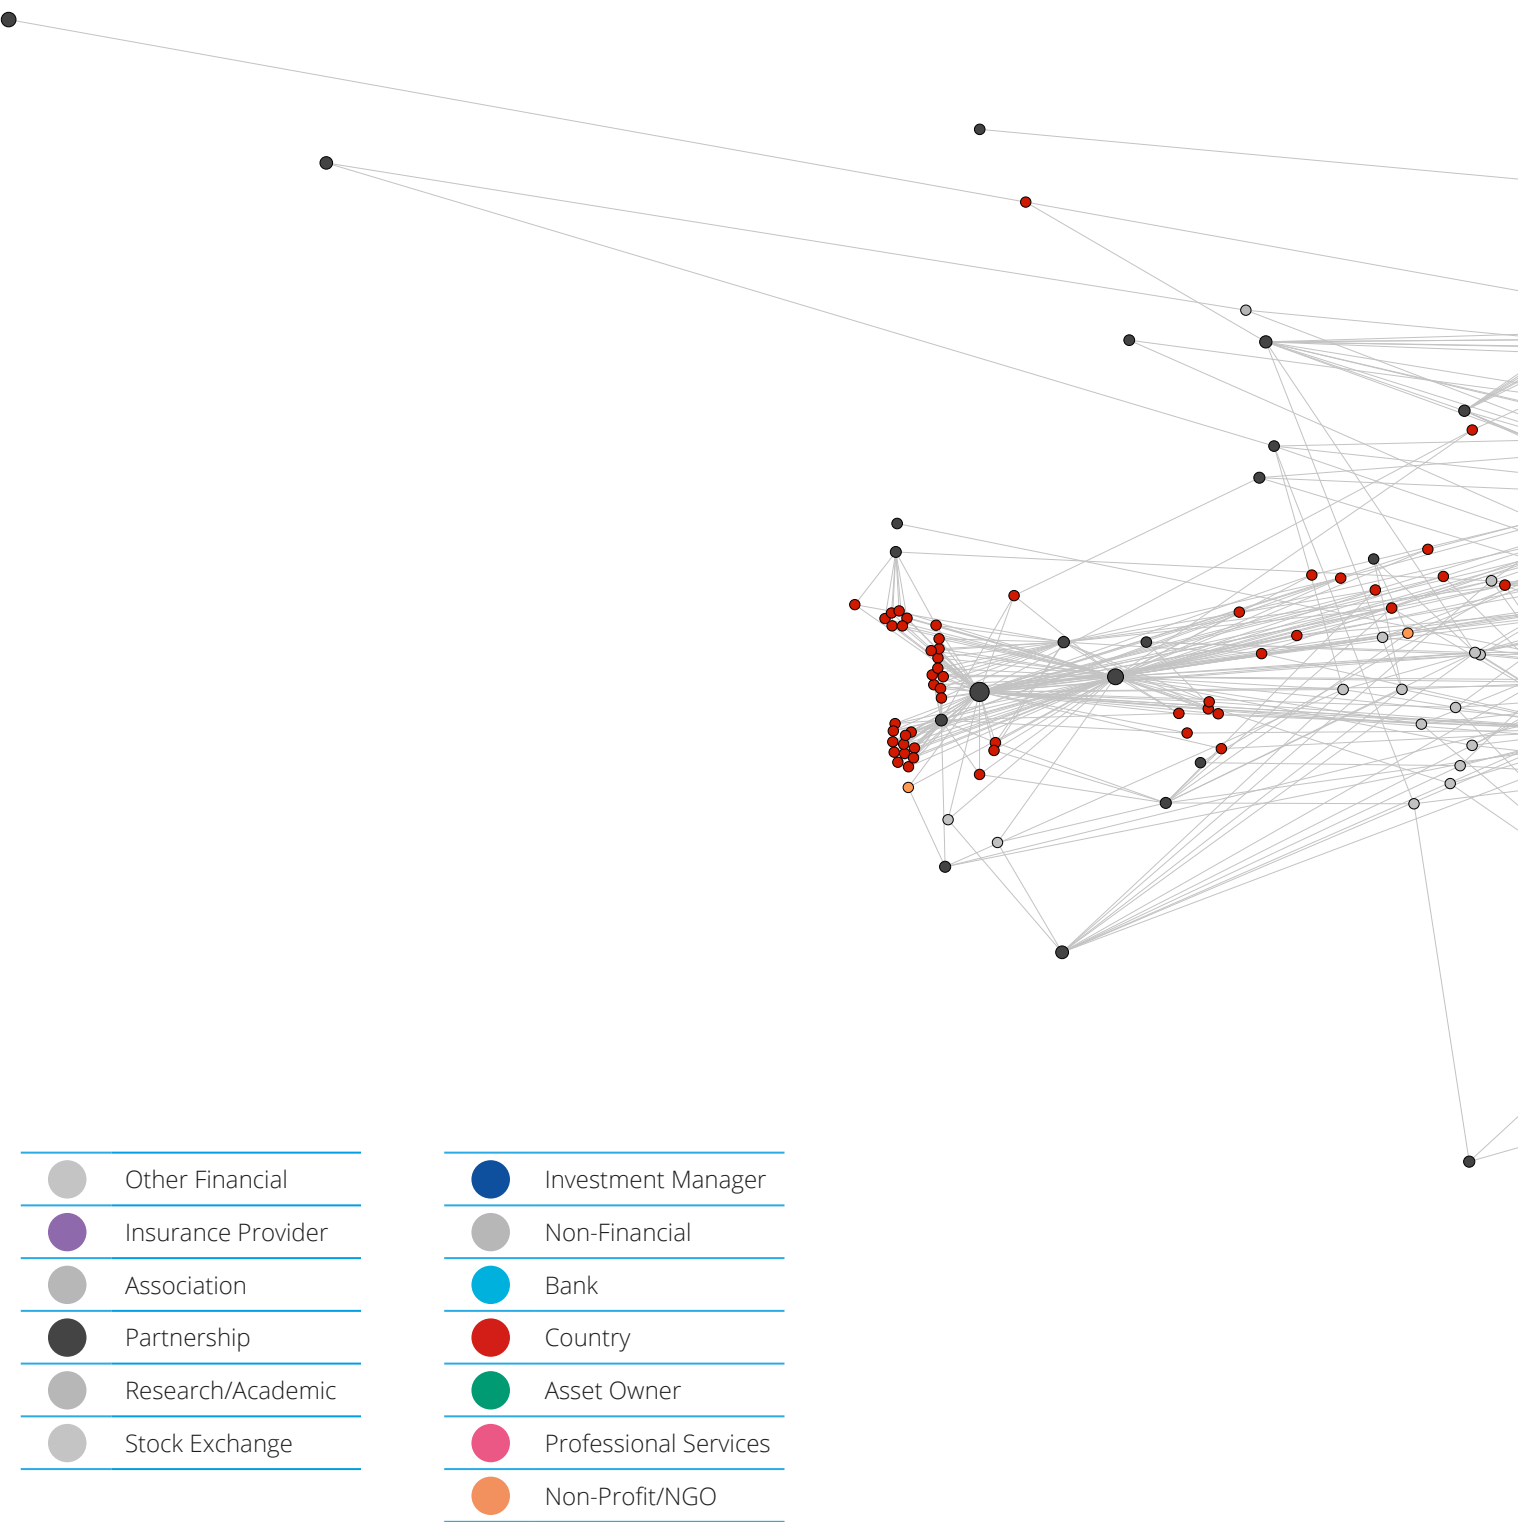 Other Financial
Insurance Provider
Association
Partnership
Research/Academic
Stock Exchange
Investment Manager
Non-Financial
Bank
Country
Asset Owner
Professional Services
Non-Profit/NGO